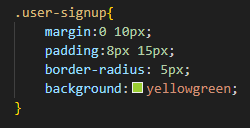 .user-signup{
margin:0 10px;
padding:8px 15px;
border-radius: 5px;
background:yellowgreen;
}